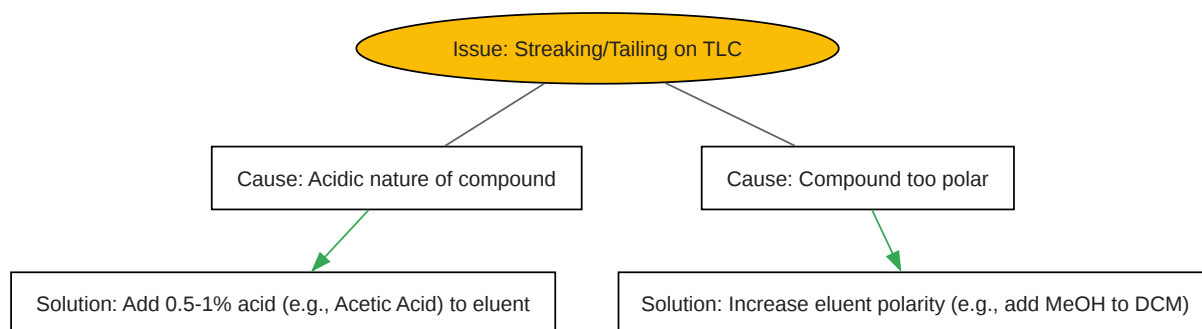 Issue: Streaking/Tailing on TLC
Cause: Acidic nature of compound
Cause: Compound too polar
Solution: Add 0.5-1% acid (e.g., Acetic Acid) to eluent
Solution: Increase eluent polarity (e.g., add MeOH to DCM)